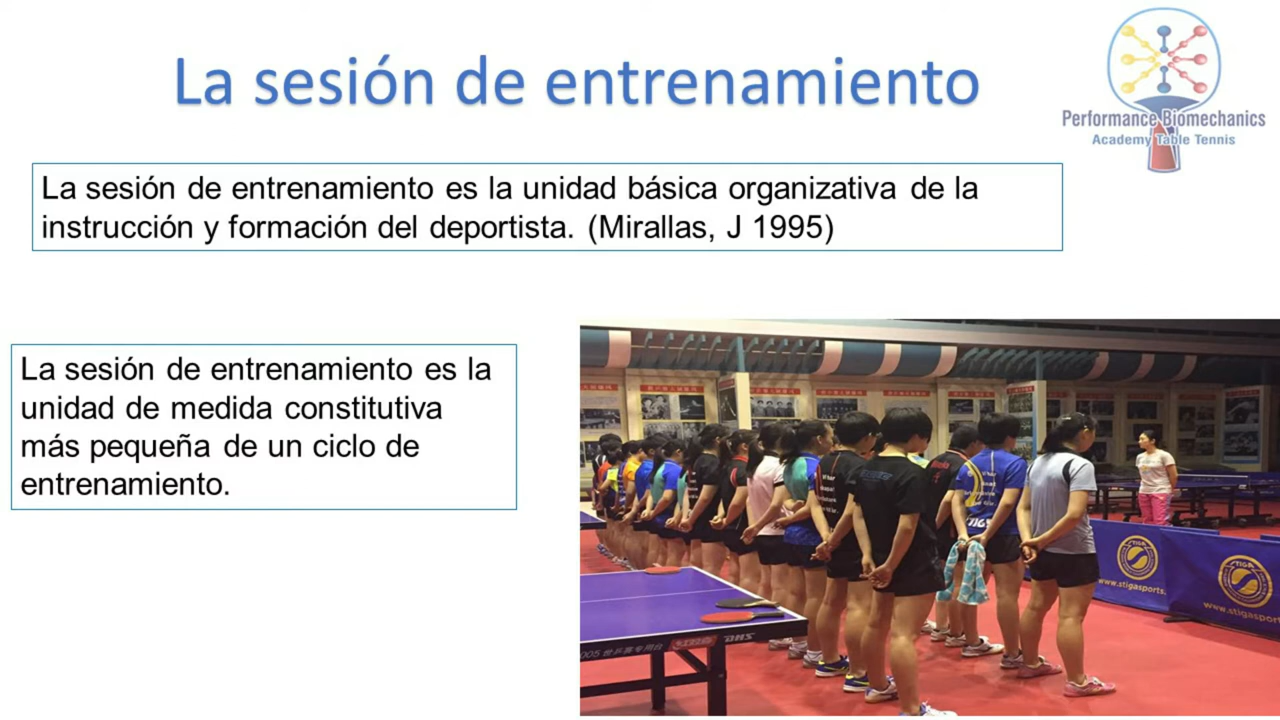 La sesión de entrenamiento
Performance Biomechanics
Academy Table Tennis
La sesión de entrenamiento es la unidad básica organizativa de la
instrucción y formación del deportista. (Mirallas, J 1995)
La sesión de entrenamiento es la
unidad de medida constitutiva
más pequeña de un ciclo de
entrenamiento.
STIGA
www.stigasports.
STIGA
www.stigasport
DHS